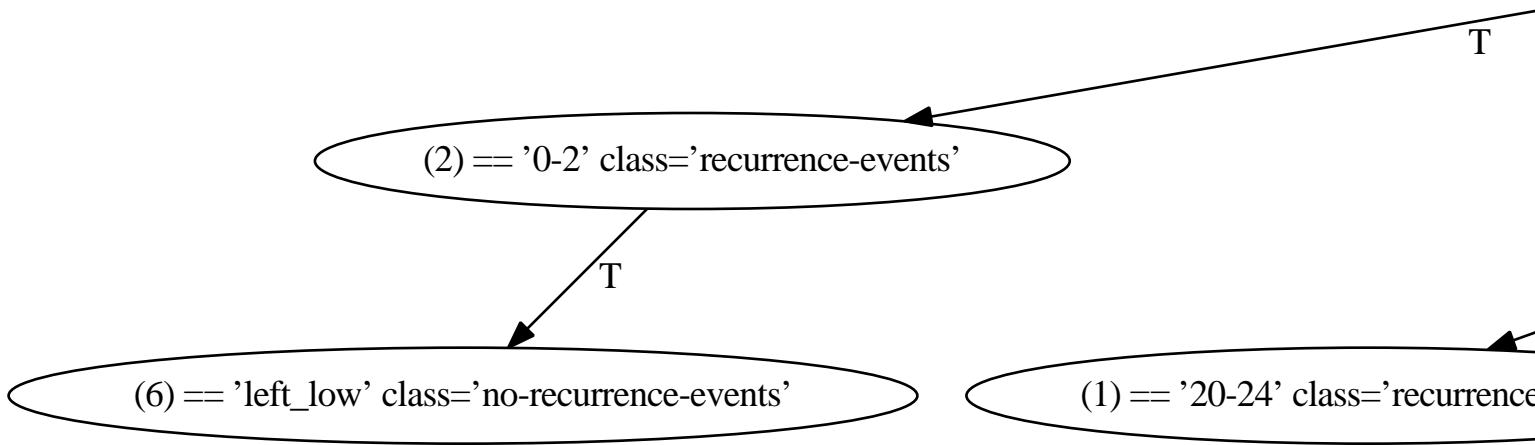 T
(2) == ’0-2’ class=’recurrence-events’
T
(6) == ’left_low’ class=’no-recurrence-events’
(1) == ’20-24’ class=’recurrence